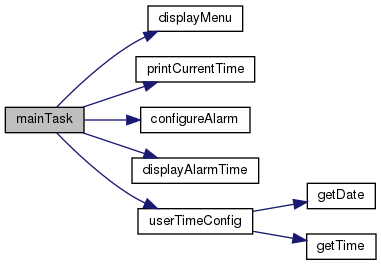 displayMenu
printCurrentTime
mainTask
configureAlarm
displayAlarmTime
userTimeConfig
getDate
getTime